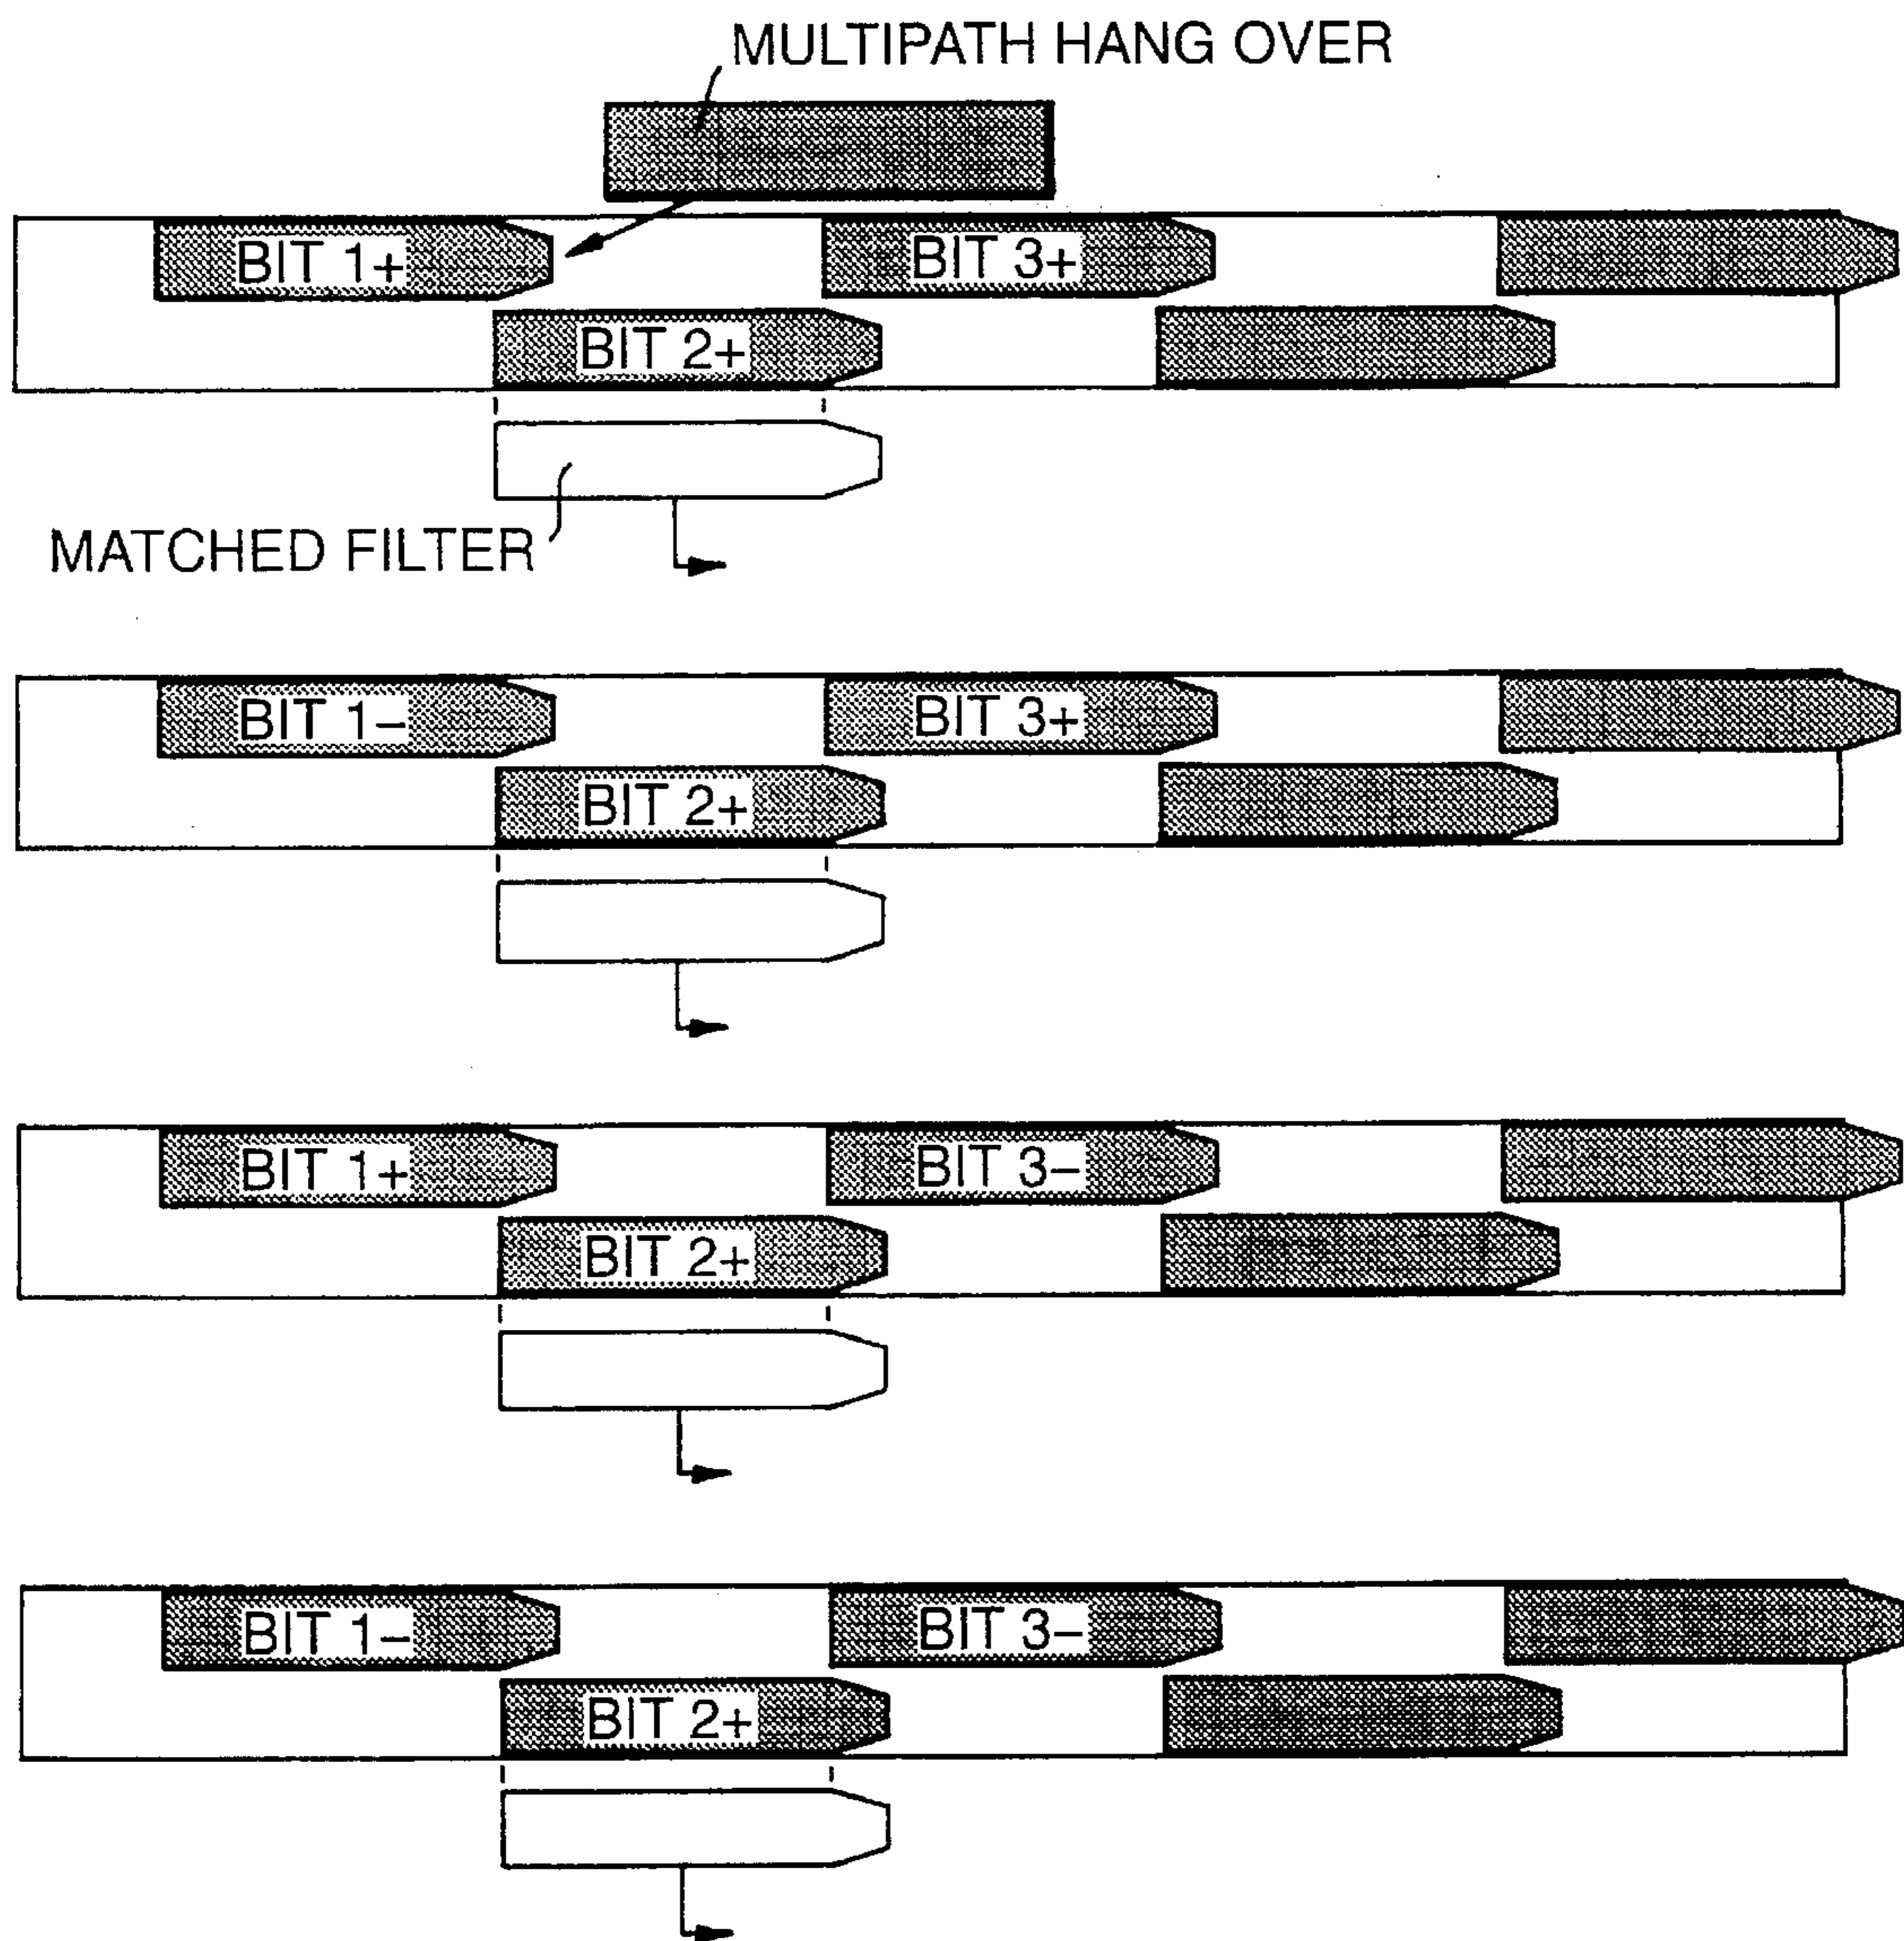 MULTIPATH HANG OVER
BIT 1+
BIT 3+
BIT 2+
MATCHED FILTER
BIT 1–
BIT 3+
BIT 2+
BIT 1+
BIT 3–
BIT 2+
BIT 1–
BIT 3–
BIT 2+